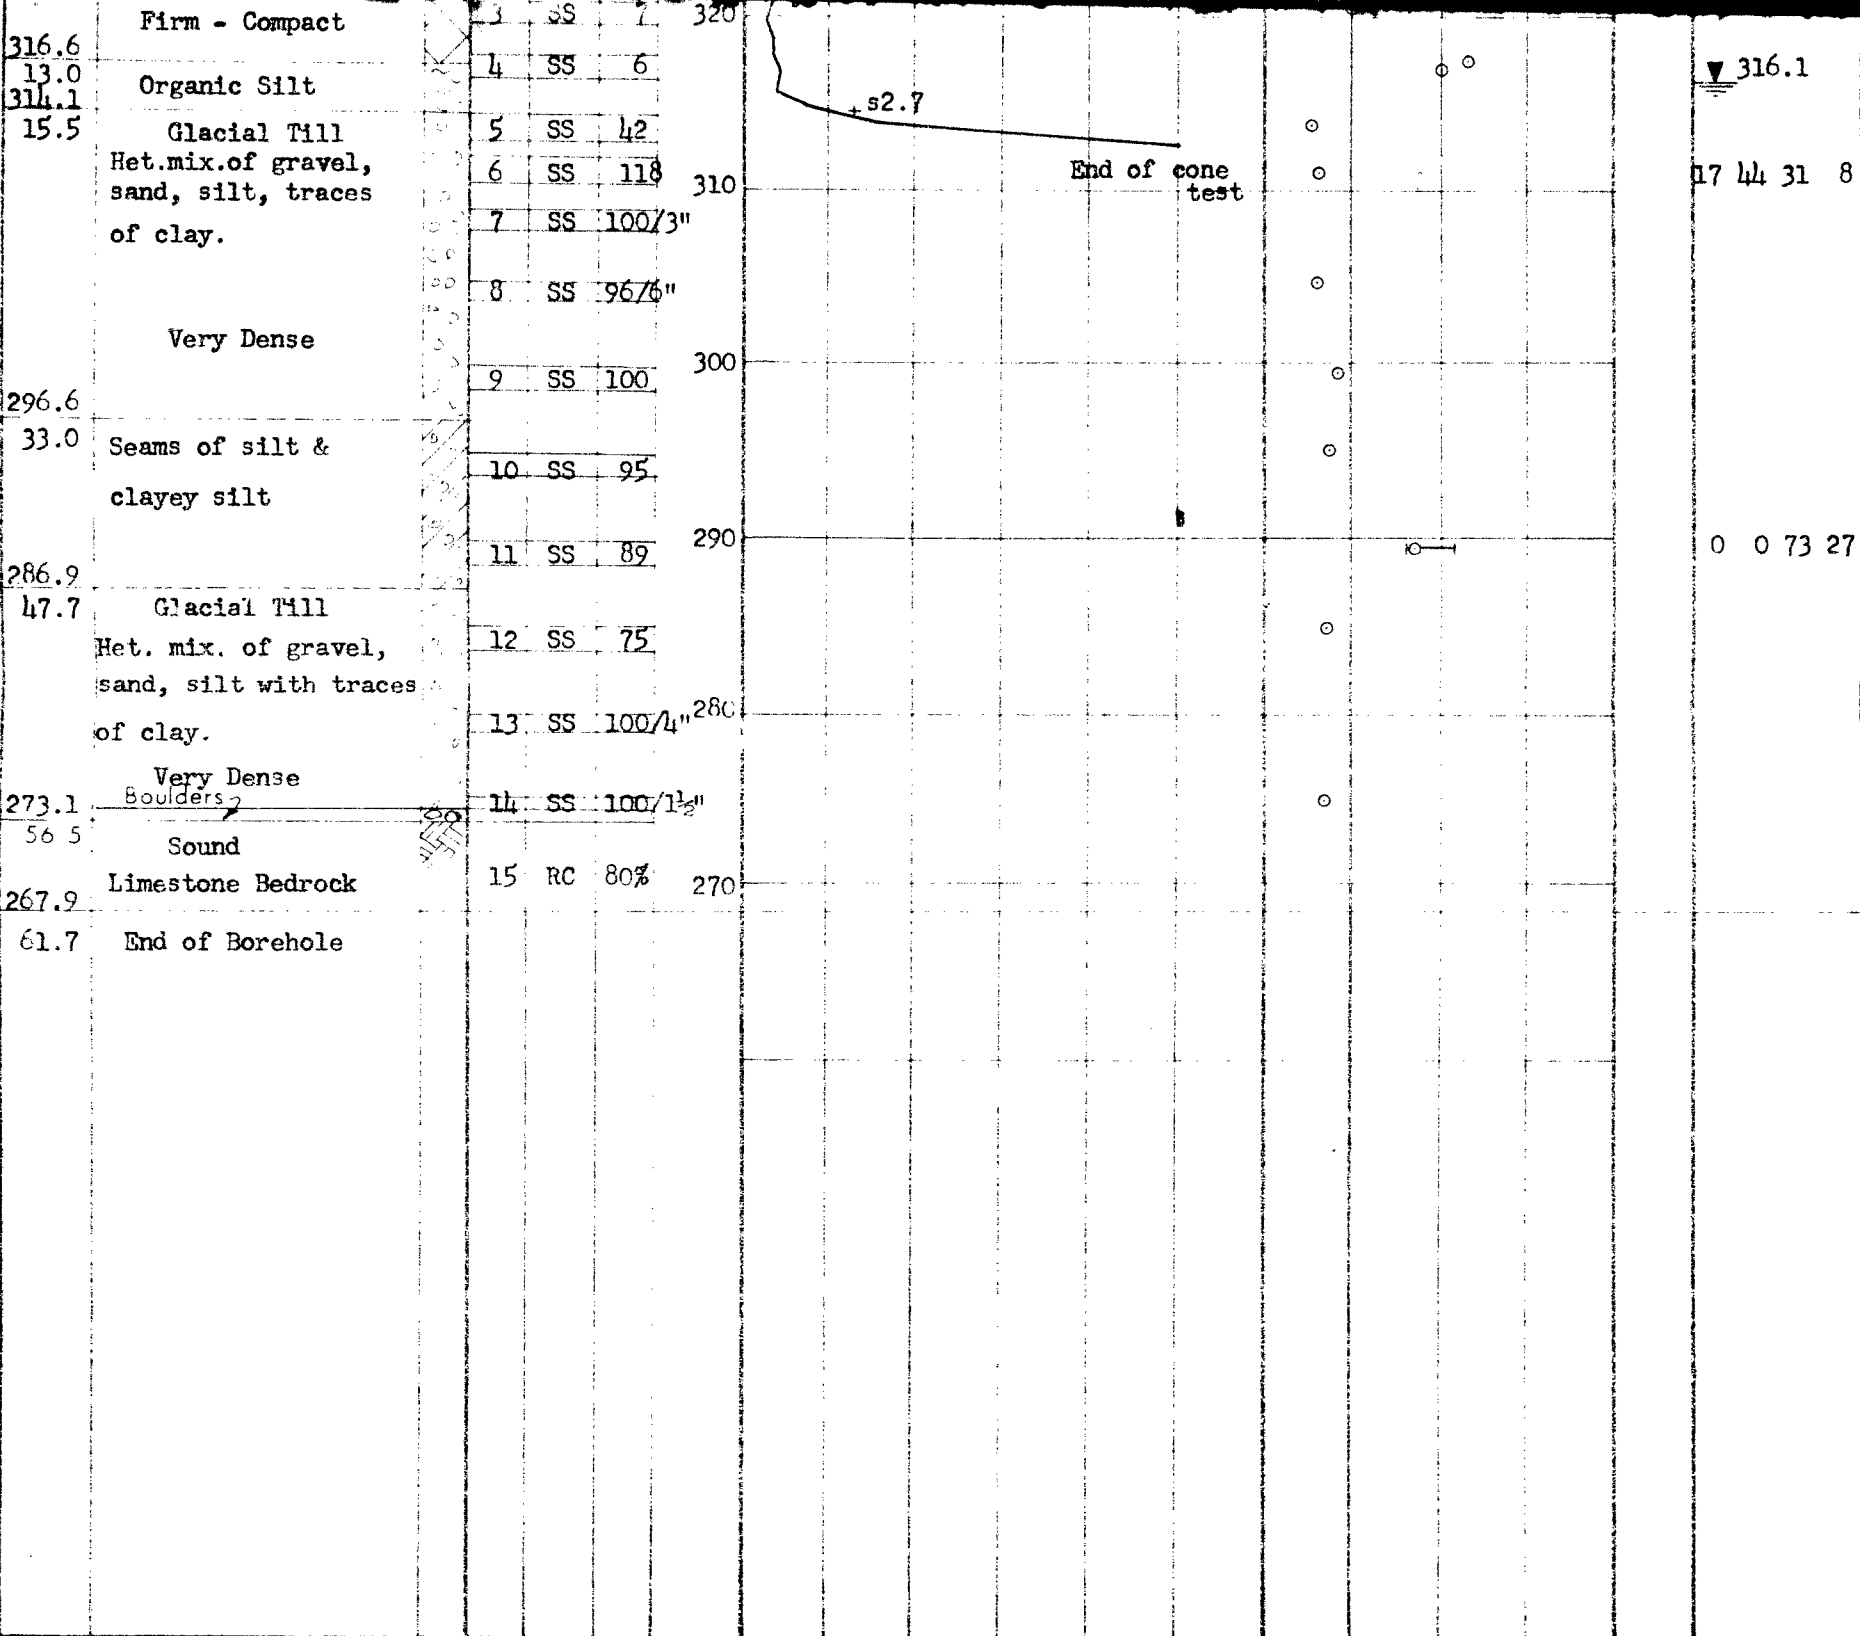 Firm - Compact
3 SS 7 320
316.6
13.0
4 SS 6
316.1
Organic Silt
314.1
15.5
s2.7
Glacial Till
5 SS 42
Het.mix.of gravel,
6 SS 118
310
End of cone
test
17 44 31 8
sand, silt, traces
7 SS 100/3"
of clay.
8 SS 96/6"
Very Dense
300
9 SS 100
296.6
33.0
Seams of silt &
10 SS 95
clayey silt
290
11 SS 89
0 0 73 27
286.9
47.7
Glacial Till
12 SS 75
Het. mix. of gravel,
sand, silt with traces
13 SS 100/4" 280
of clay.
Very Dense
Boulders
273.1
14 SS 100/1½"
56 5
Sound
15 RC 80%
270
Limestone Bedrock
267.9
61.7
End of Borehole